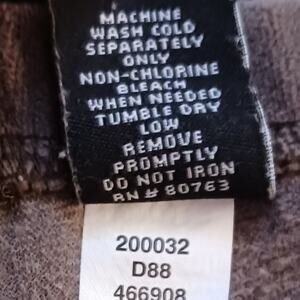 MACHINE
WASH COLD
SEPARATELY
ONLY
NON-CHLORINE
BLEACH
WHEN NEEDED
TUMBLE DRY
LOW
REMOVE
PROMPTLY
DO NOT IRON
RN # 80763
200032
D88
466908